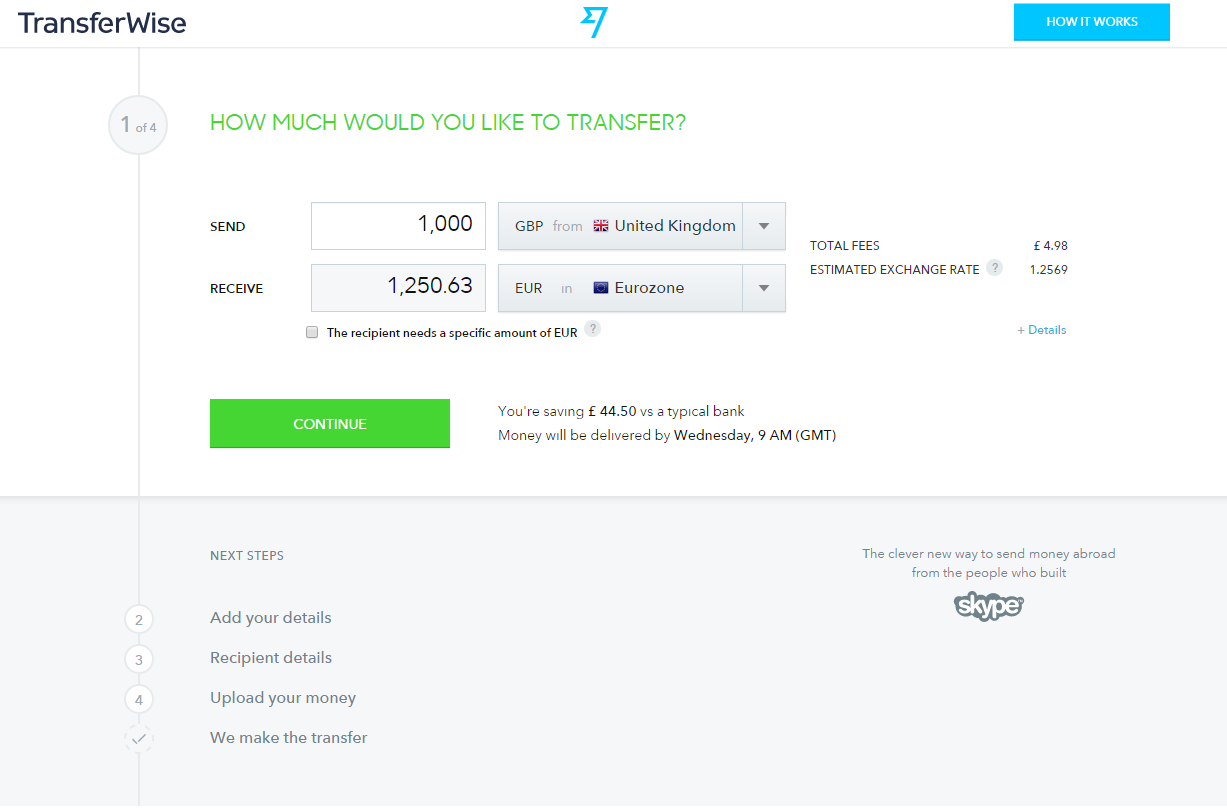 TransferWise
HOW IT WORKS
1 of 4
HOW MUCH WOULD YOU LIKE TO TRANSFER?
SEND
1,000
GBP from United Kingdom
RECEIVE
1,250.63
EUR in Eurozone
The recipient needs a specific amount of EUR ?
TOTAL FEES £ 4.98
ESTIMATED EXCHANGE RATE ? 1.2569
+ Details
CONTINUE
You're saving £ 44.50 vs a typical bank
Money will be delivered by Wednesday, 9 AM (GMT)
NEXT STEPS
2 Add your details
3 Recipient details
4 Upload your money
We make the transfer
The clever new way to send money abroad
from the people who built
skype